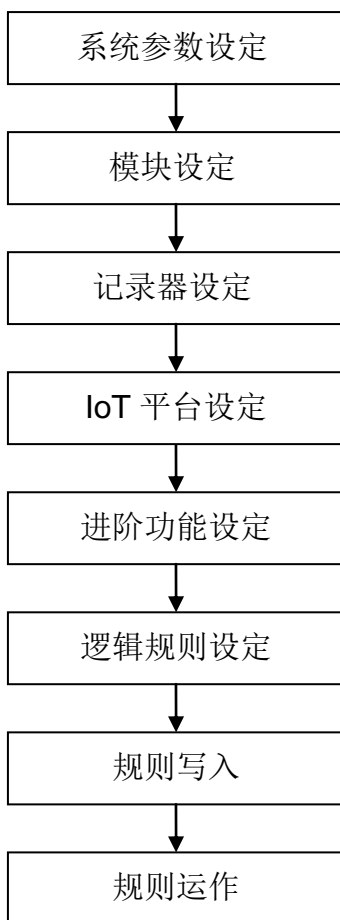 系统参数设定
模块设定
记录器设定
IoT 平台设定
进阶功能设定
逻辑规则设定
规则写入
规则运作